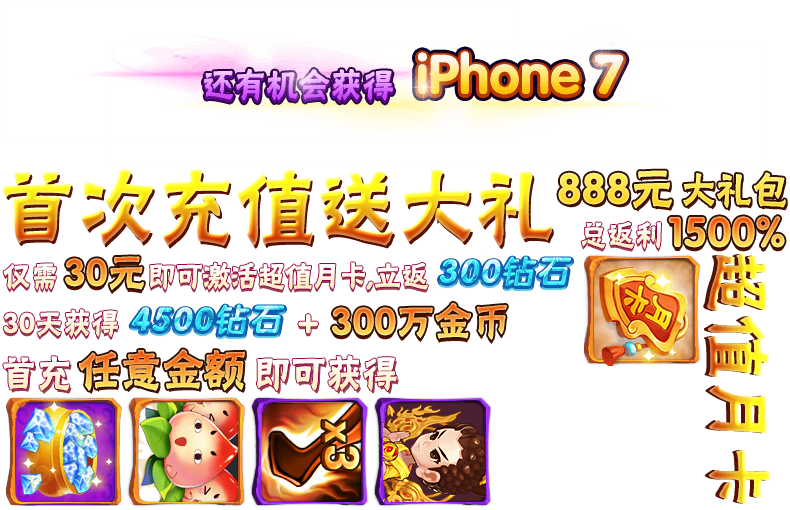 还有机会获得 iPhone 7
首次充值送大礼
888元 大礼包
总返利 1500%
仅需 30元 即可激活超值月卡,立返 300钻石
30天获得 4500钻石 + 300万金币
首充 任意金额 即可获得
月卡
超值月卡
x3